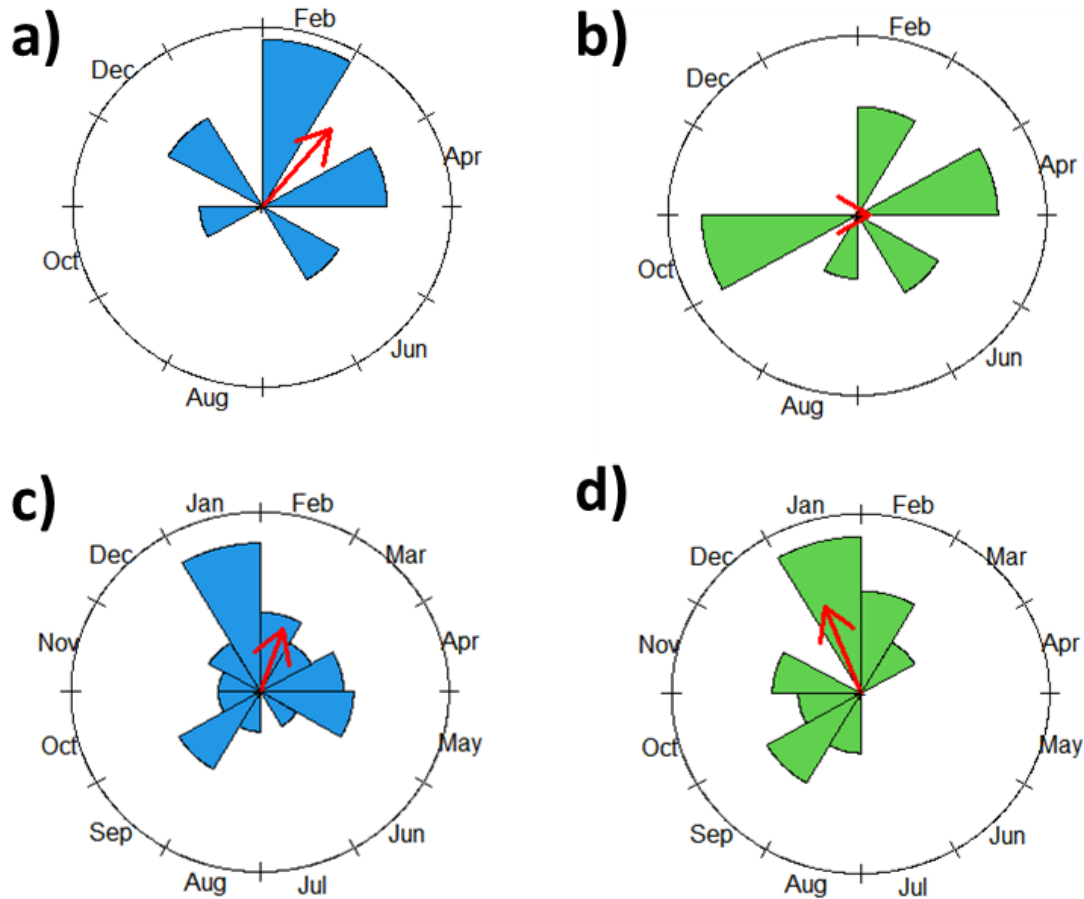 a)
Feb
Dec
Apr
Oct
Jun
Aug
b)
Feb
Dec
Apr
Oct
Jun
Aug
c)
Jan
Feb
Dec
Mar
Nov
Apr
Oct
May
Sep
Jun
Aug
Jul
d)
Jan
Feb
Dec
Mar
Nov
Apr
Oct
May
Sep
Jun
Aug
Jul